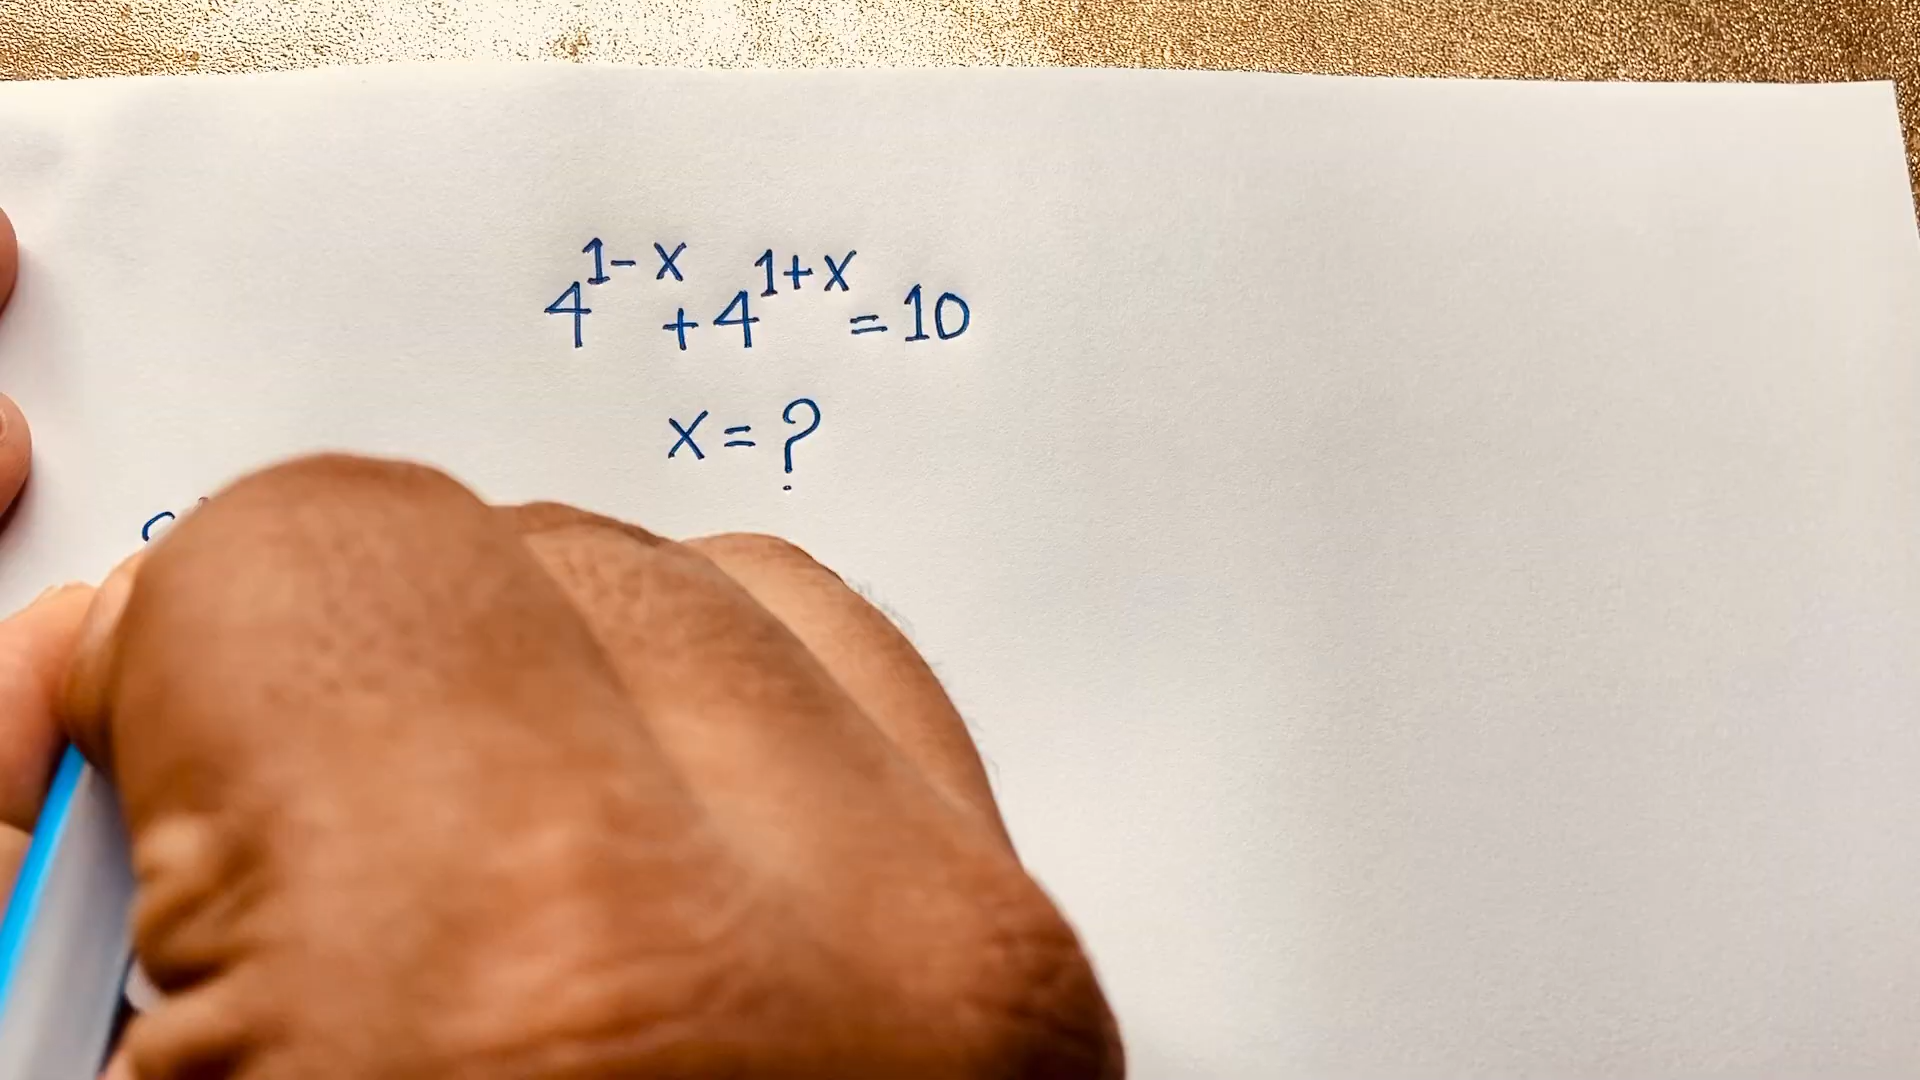 4^{1-x} + 4^{1+x} = 10
x = ?